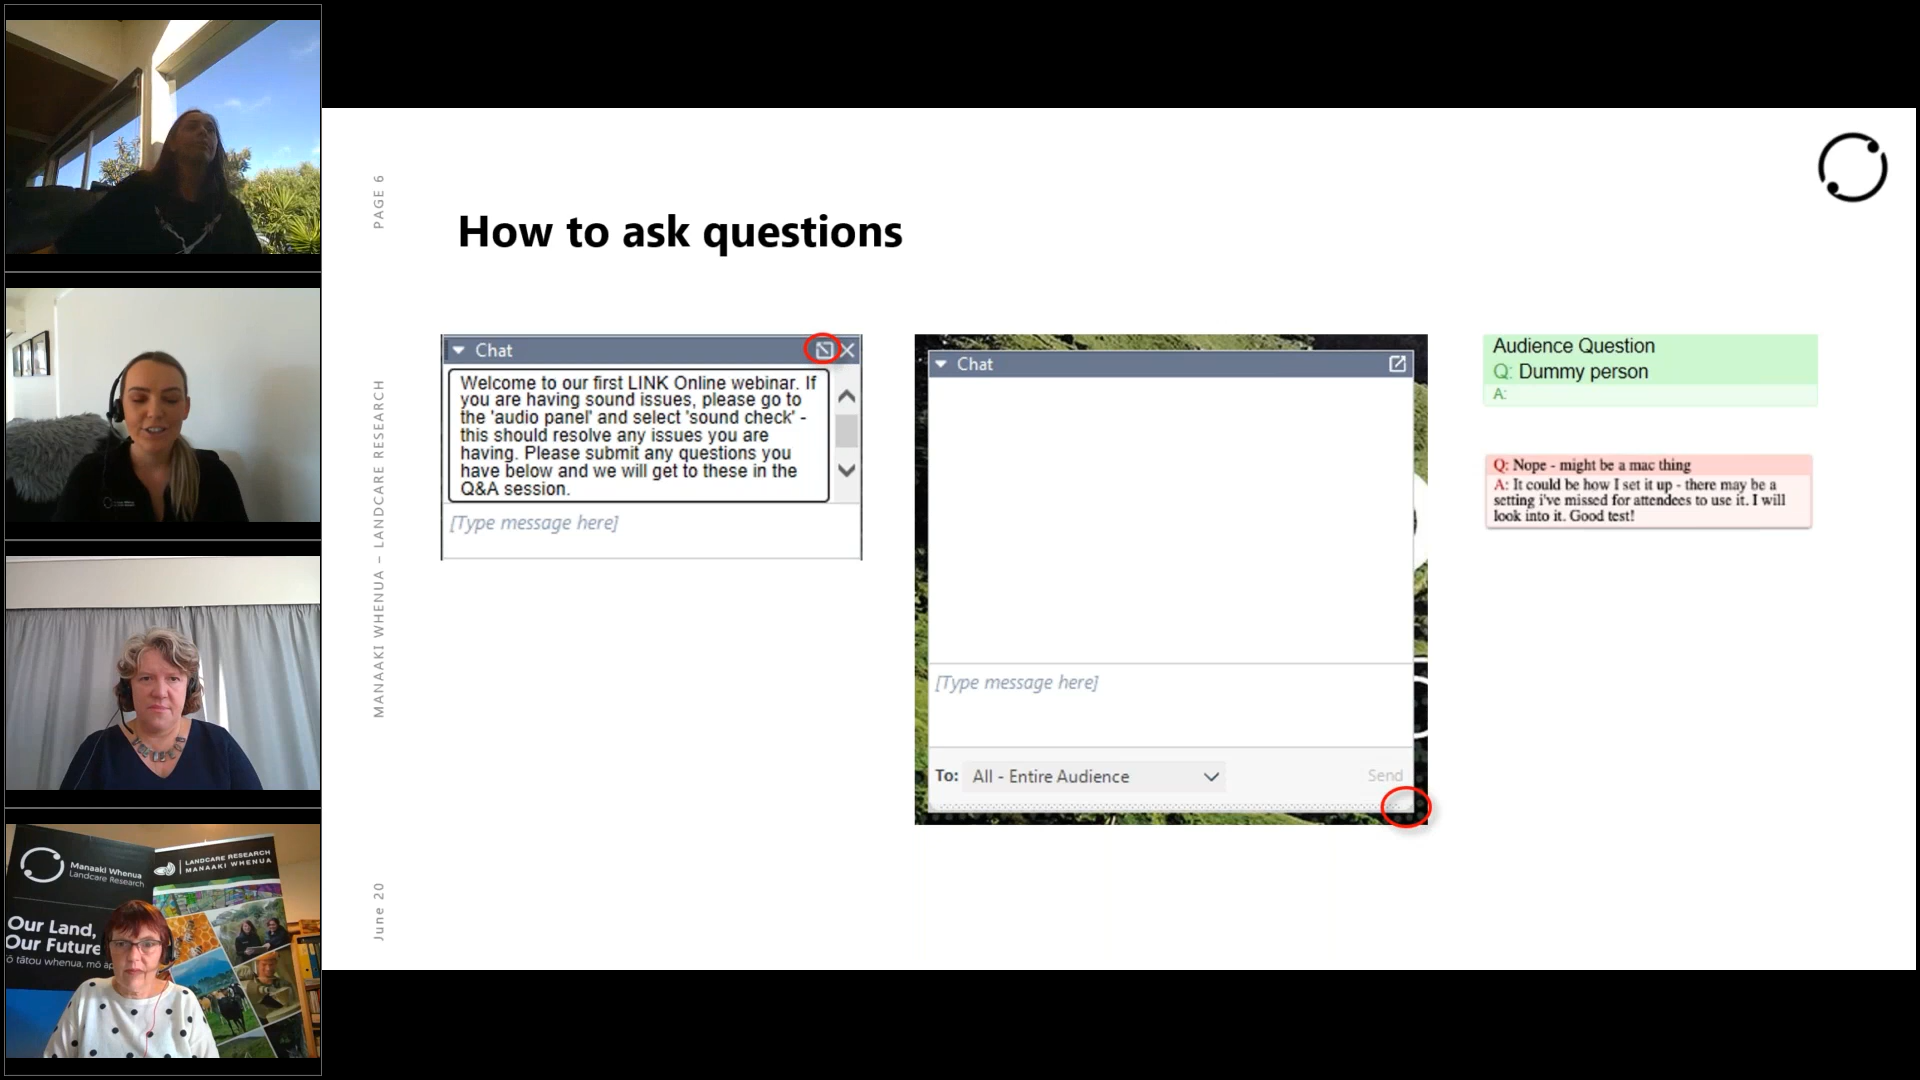 PAGE 6
MANAAKI WHENUA – LANDCARE RESEARCH
June 20
How to ask questions
Chat
Welcome to our first LINK Online webinar. If
you are having sound issues, please go to
the 'audio panel' and select 'sound check' -
this should resolve any issues you are
having. Please submit any questions you
have below and we will get to these in the
Q&A session.
[Type message here]
Chat
[Type message here]
To: All - Entire Audience
Send
Audience Question
Q: Dummy person
A:
Q: Nope - might be a mac thing
A: It could be how I set it up - there may be a
setting i've missed for attendees to use it. I will
look into it. Good test!
Manaaki Whenua
Landcare Research
Our Land,
Our Future
ō tātou whenua, mō
LANDCARE RESEARCH
MANAAKI WHENUA